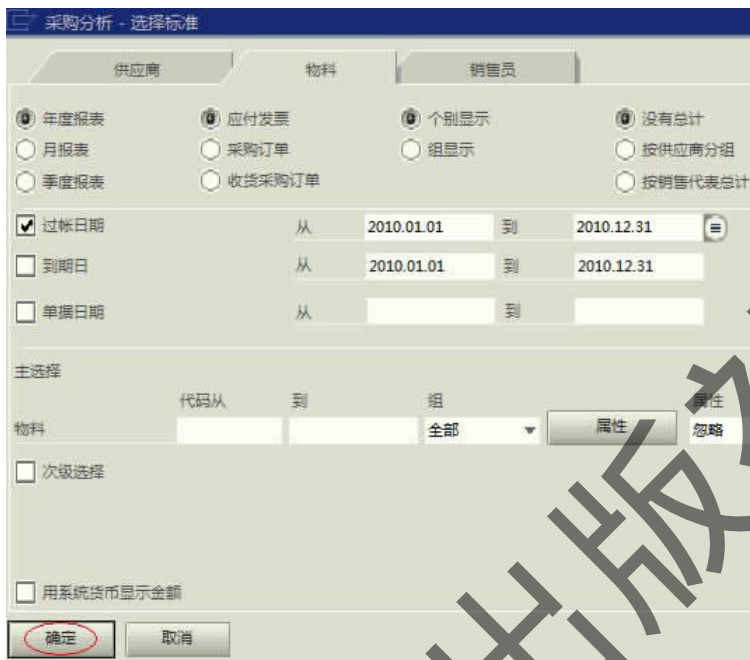 采购分析 - 选择标准
供应商 物料 销售员
年度报表 应付发票 个别显示 没有总计
月报表 采购订单 组显示 按供应商分组
季度报表 收货采购订单 按销售代表总计
过帐日期 从 2010.01.01 到 2010.12.31
到期日 从 2010.01.01 到 2010.12.31
单据日期 从 到
主选择
代码从 到 组 属性
物料 全部 属性 忽略
次级选择
用系统货币显示金额
确定 取消
出版